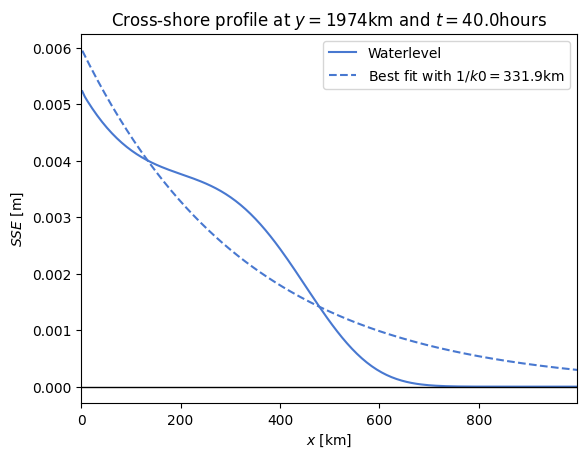 Cross-shore profile at y = 1974km and t = 40.0hours
Waterlevel
Best fit with 1/k0 = 331.9km
0.006
0.005
0.004
0.003
0.002
0.001
0.000
SSE [m]
0
200
400
600
800
x [km]